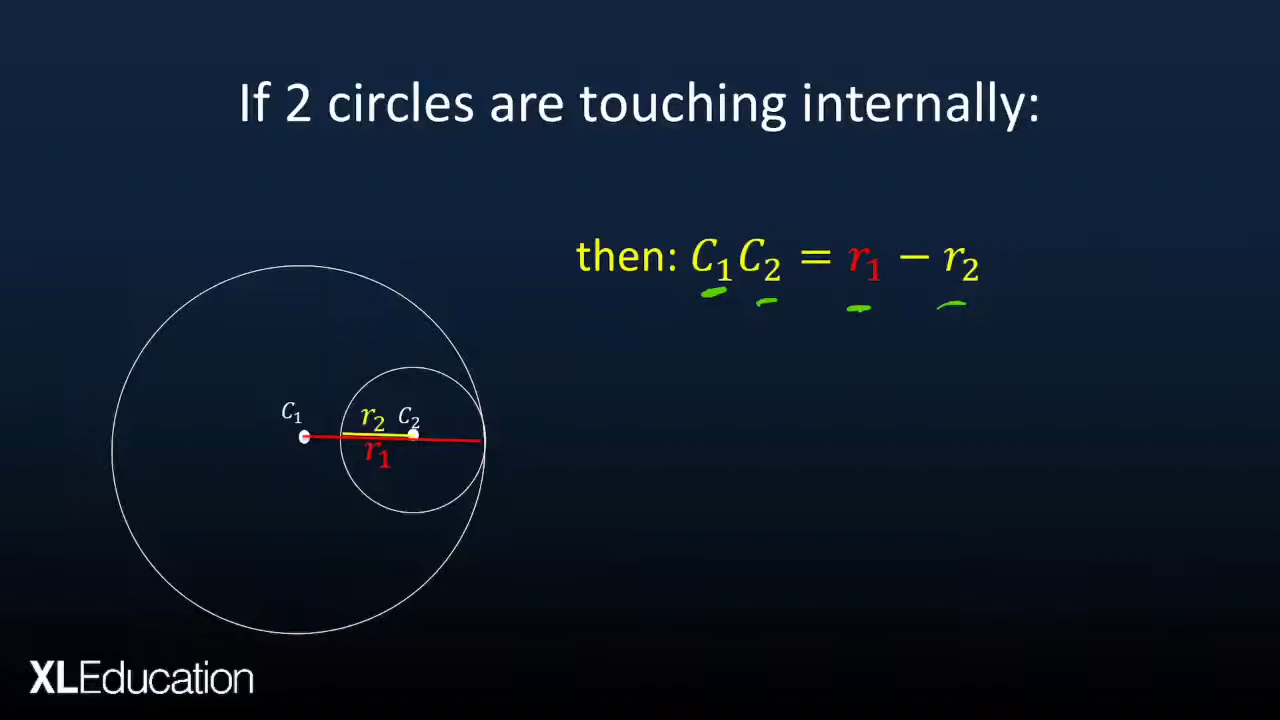 If 2 circles are touching internally:
then: C₁C₂ = r₁ − r₂
C₁
r₂ C₂
r₁
XLEducation